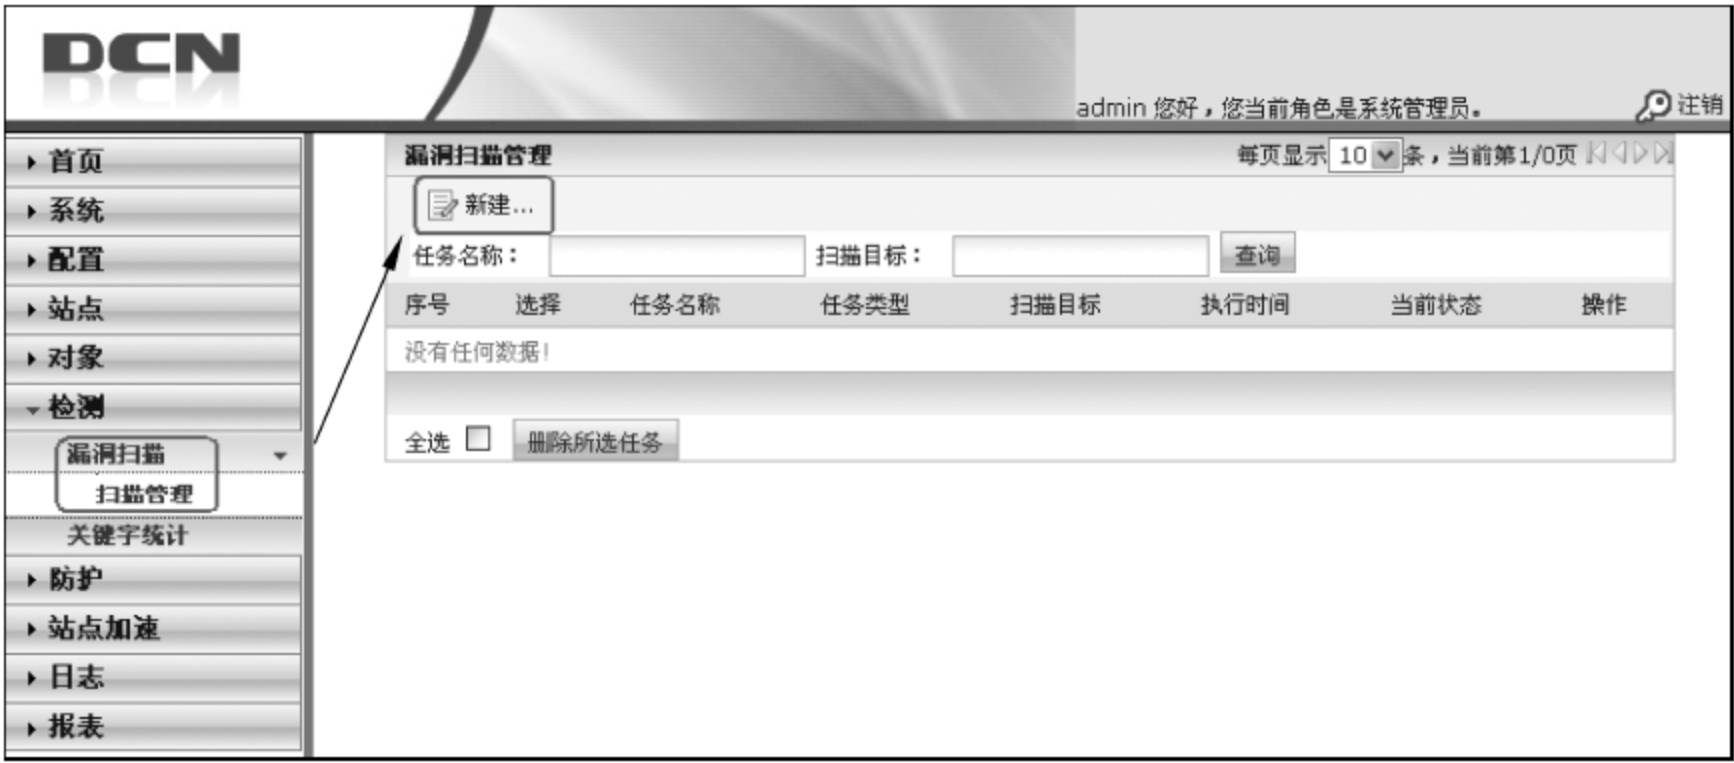 DCN
admin 您好，您当前角色是系统管理员。 注销
首页
系统
配置
站点
对象
检测
漏洞扫描
扫描管理
关键字统计
防护
站点加速
日志
报表
漏洞扫描管理 每页显示 10 条，当前第1/0页
新建...
任务名称： 扫描目标： 查询
序号 选择 任务名称 任务类型 扫描目标 执行时间 当前状态 操作
没有任何数据!
全选 删除所选任务